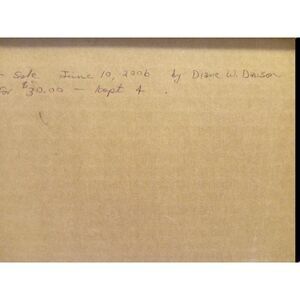 - sale June 10, 2006 by Diane W. Dawson
for $30.00 — kept 4.